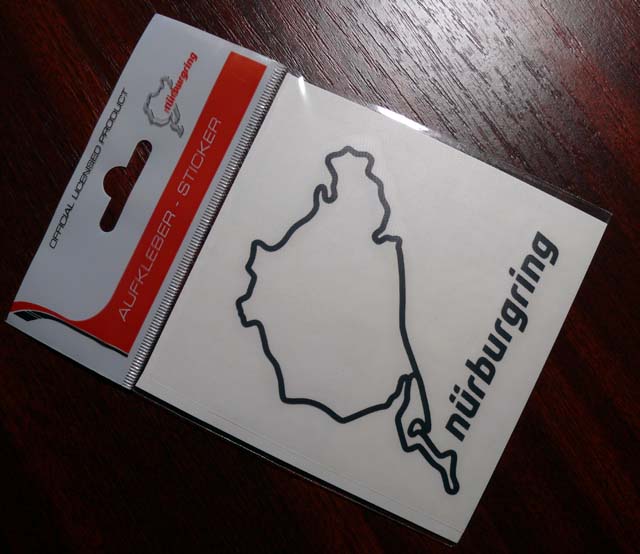 OFFICIAL LICENSED PRODUCT
nürburgring
AUFKLEBER - STICKER
nürburgring